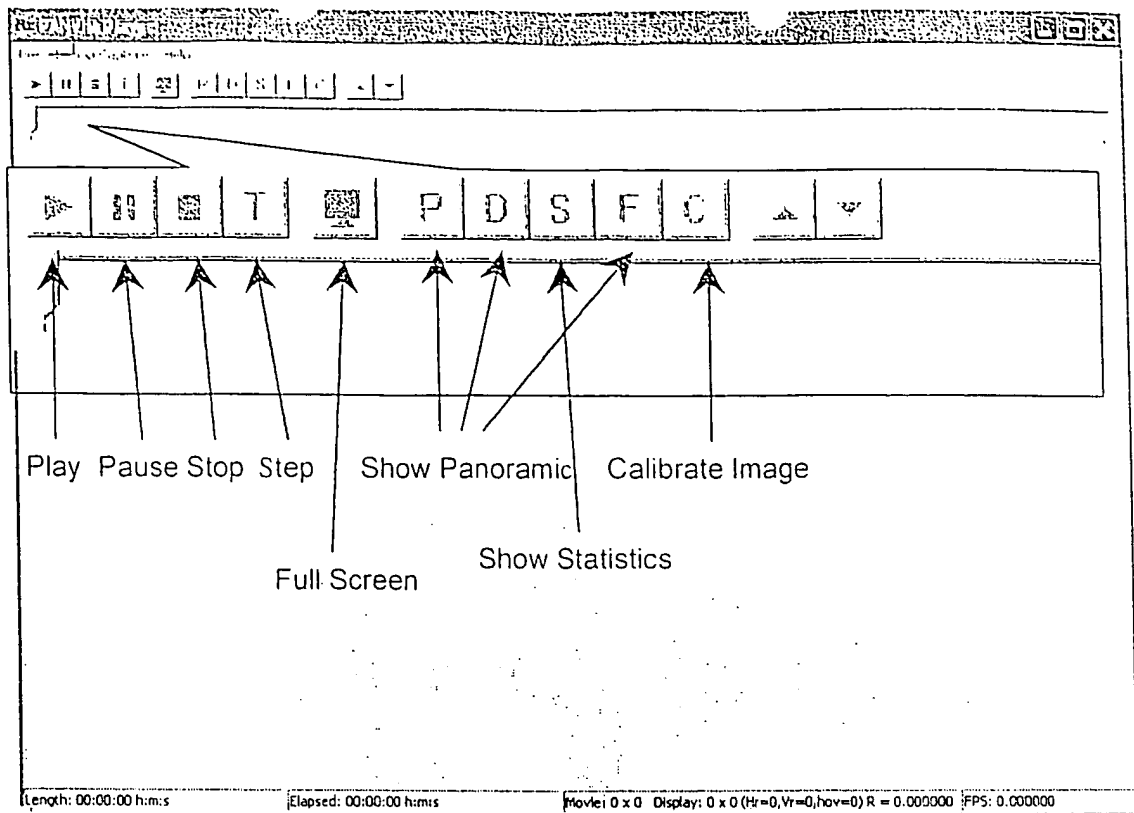 Help
T P D S F C
Play Pause Stop Step Show Panoramic Calibrate Image
Show Statistics
Full Screen
Length: 00:00:00 h:m:s Elapsed: 00:00:00 h:m:s Movie: 0 x 0 Display: 0 x 0 (Hr=0,Vr=0,hov=0) R = 0.000000 FPS: 0.000000